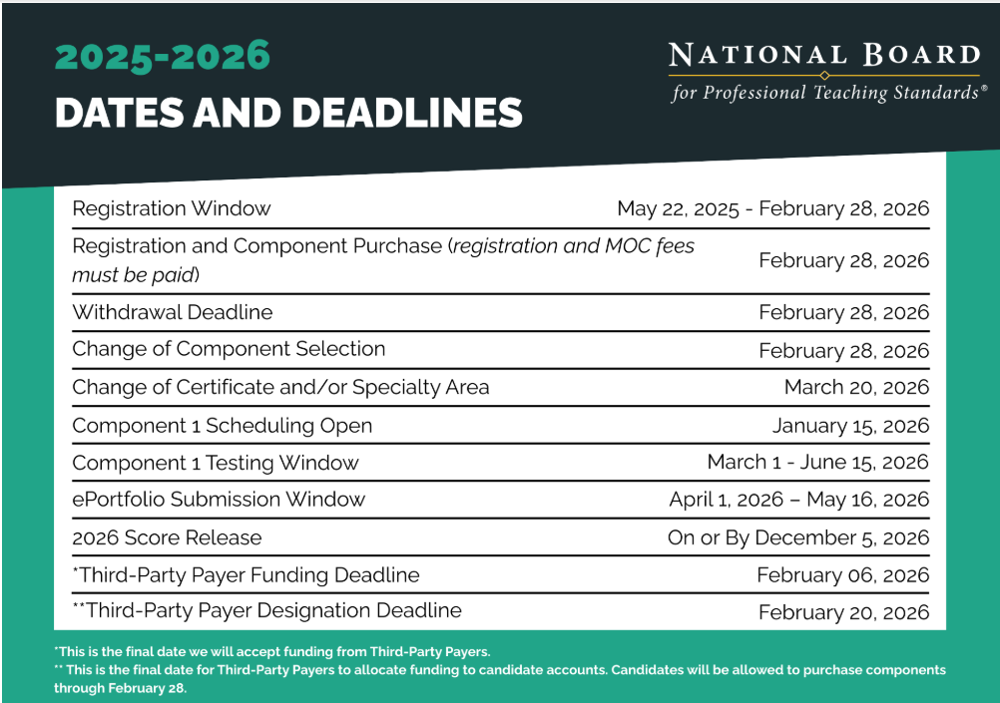 2025-2026
DATES AND DEADLINES
NATIONAL BOARD
for Professional Teaching Standards®
Registration Window May 22, 2025 - February 28, 2026
Registration and Component Purchase (registration and MOC fees
must be paid) February 28, 2026
Withdrawal Deadline February 28, 2026
Change of Component Selection February 28, 2026
Change of Certificate and/or Specialty Area March 20, 2026
Component 1 Scheduling Open January 15, 2026
Component 1 Testing Window March 1 - June 15, 2026
ePortfolio Submission Window April 1, 2026 – May 16, 2026
2026 Score Release On or By December 5, 2026
*Third-Party Payer Funding Deadline February 06, 2026
**Third-Party Payer Designation Deadline February 20, 2026
*This is the final date we will accept funding from Third-Party Payers.
** This is the final date for Third-Party Payers to allocate funding to candidate accounts. Candidates will be allowed to purchase components
through February 28.